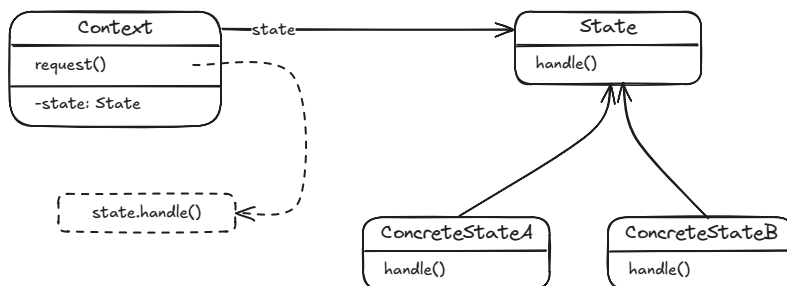 Context
request()
-state: State
state
State
handle()
state.handle()
ConcreteStateA
handle()
ConcreteStateB
handle()